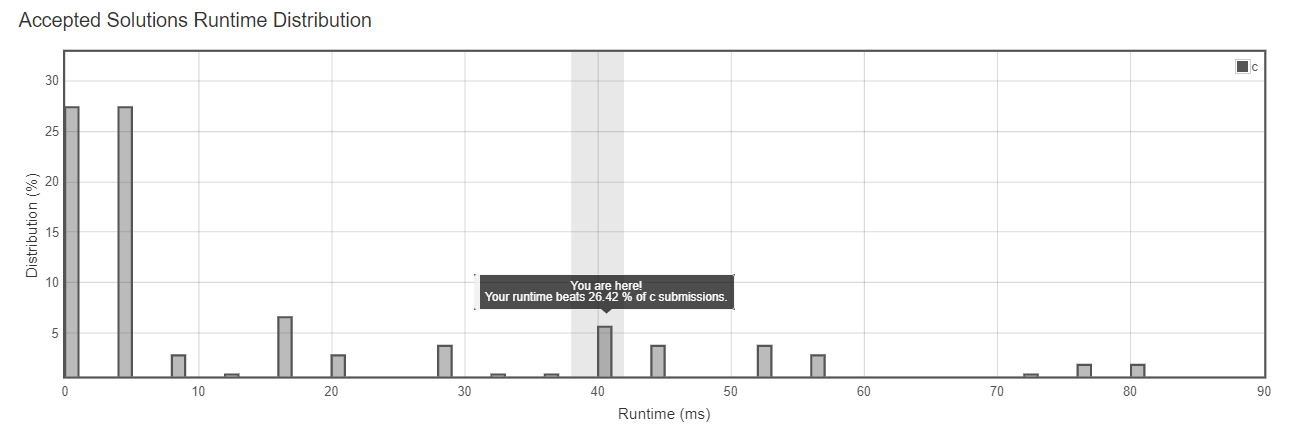 Accepted Solutions Runtime Distribution
c
Distribution (%)
30
25
20
15
10
5
You are here!
Your runtime beats 26.42 % of c submissions.
0 10 20 30 40 50 60 70 80 90
Runtime (ms)